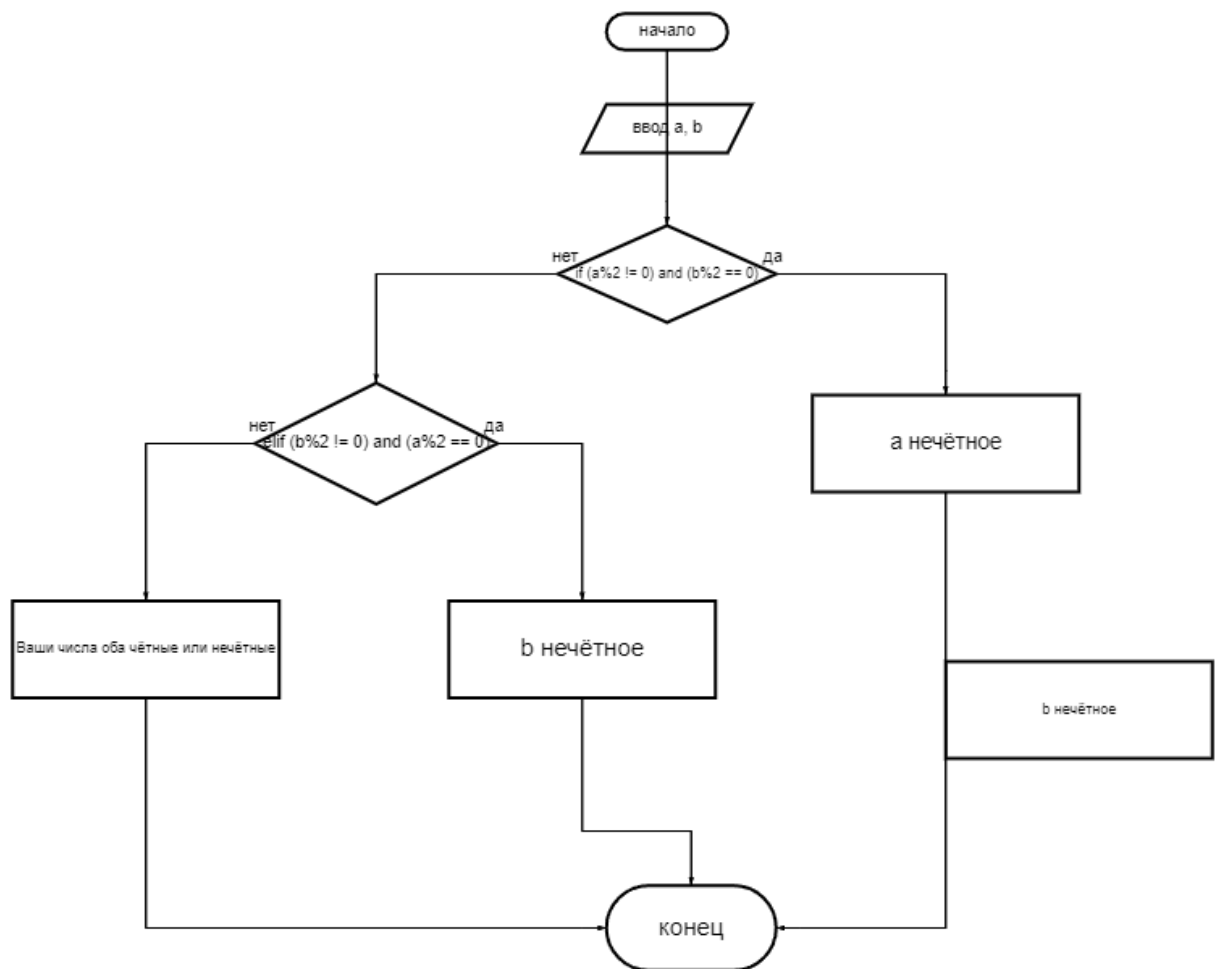 начало
ввод a, b
нет
if (a%2 != 0) and (b%2 == 0)
да
нет
elif (b%2 != 0) and (a%2 == 0)
да
a нечётное
Ваши числа оба чётные или нечётные
b нечётное
b нечётное
конец